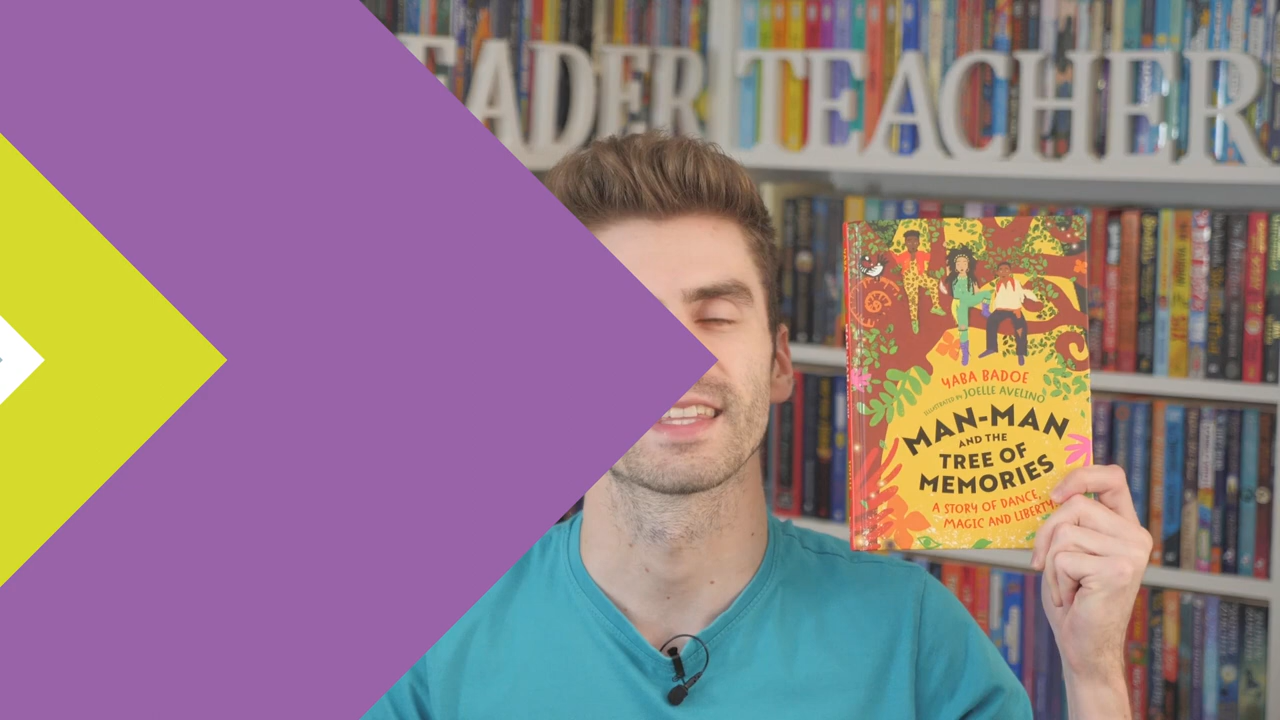 EADER TEACHER
YABA BADOE
ILLUSTRATED BY JOELLE AVELINO
MAN-MAN
AND THE
TREE OF
MEMORIES
A STORY OF DANCE,
MAGIC AND LIBERTY